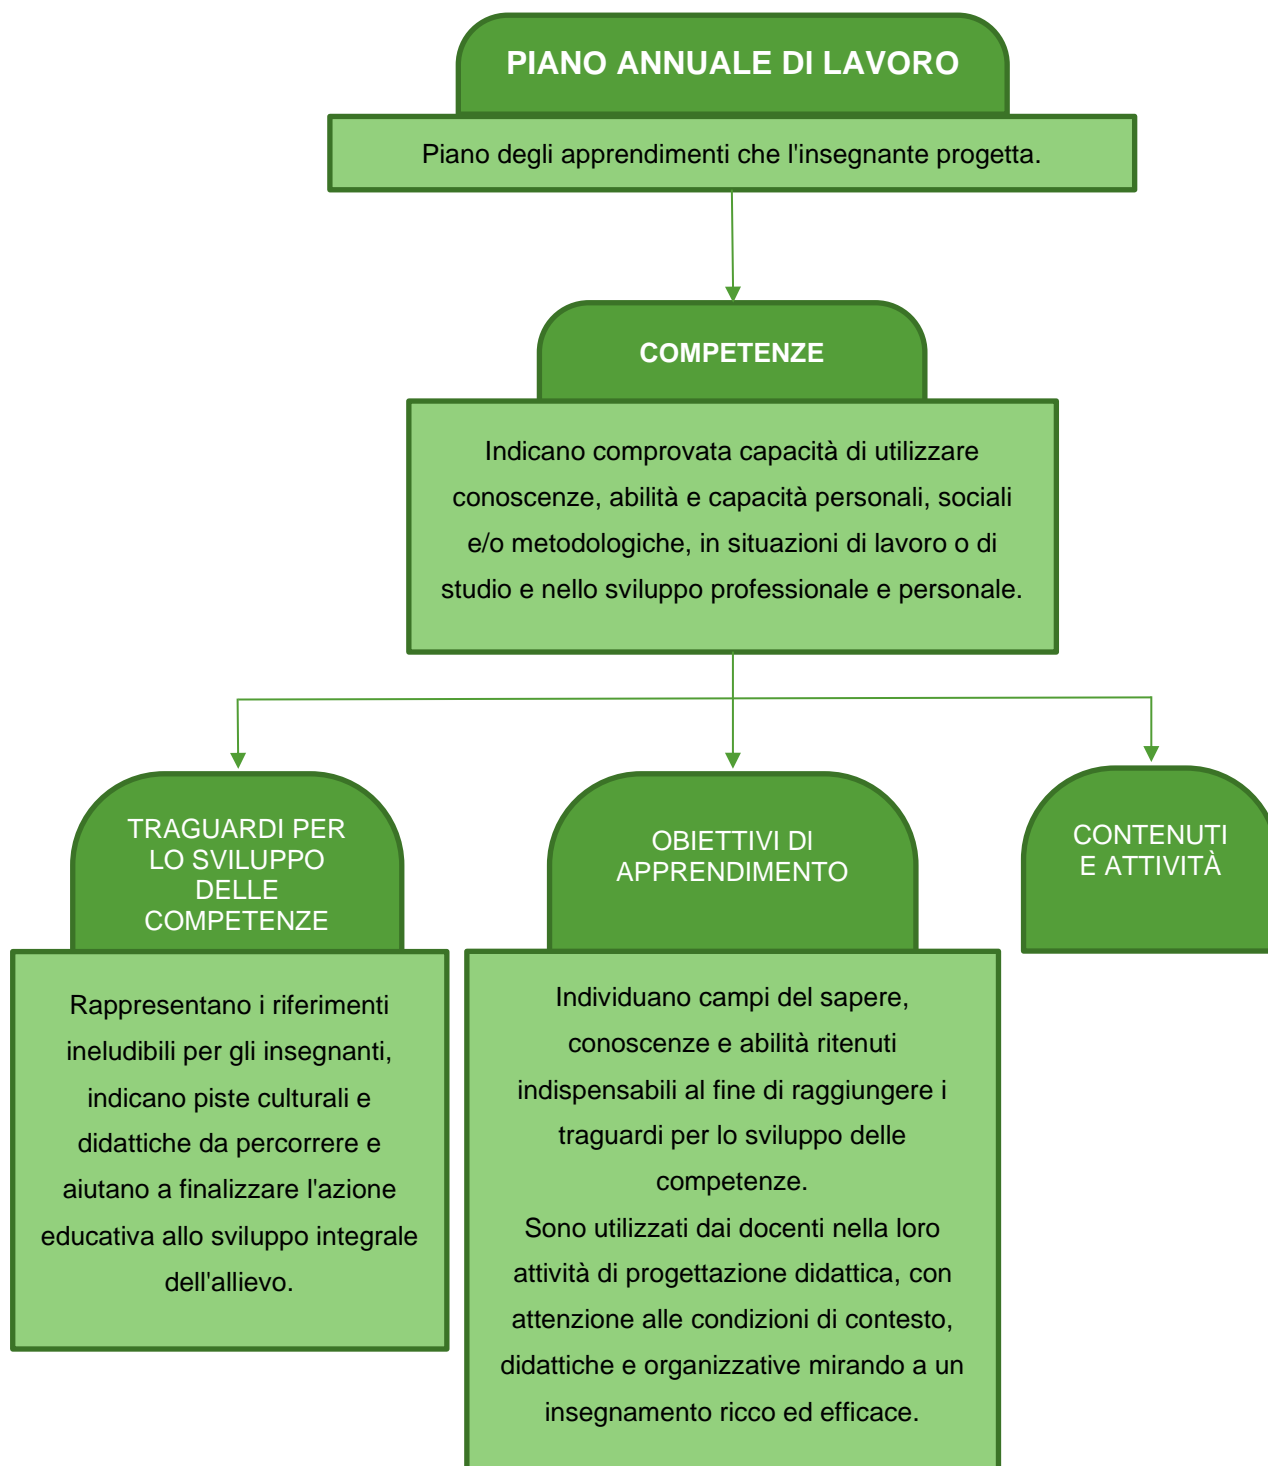 PIANO ANNUALE DI LAVORO
Piano degli apprendimenti che l'insegnante progetta.
COMPETENZE
Indicano comprovata capacità di utilizzare
conoscenze, abilità e capacità personali, sociali
e/o metodologiche, in situazioni di lavoro o di
studio e nello sviluppo professionale e personale.
TRAGUARDI PER
LO SVILUPPO
DELLE
COMPETENZE
Rappresentano i riferimenti
ineludibili per gli insegnanti,
indicano piste culturali e
didattiche da percorrere e
aiutano a finalizzare l'azione
educativa allo sviluppo integrale
dell'allievo.
OBIETTIVI DI
APPRENDIMENTO
Individuano campi del sapere,
conoscenze e abilità ritenuti
indispensabili al fine di raggiungere i
traguardi per lo sviluppo delle
competenze.
Sono utilizzati dai docenti nella loro
attività di progettazione didattica, con
attenzione alle condizioni di contesto,
didattiche e organizzative mirando a un
insegnamento ricco ed efficace.
CONTENUTI
E ATTIVITÀ